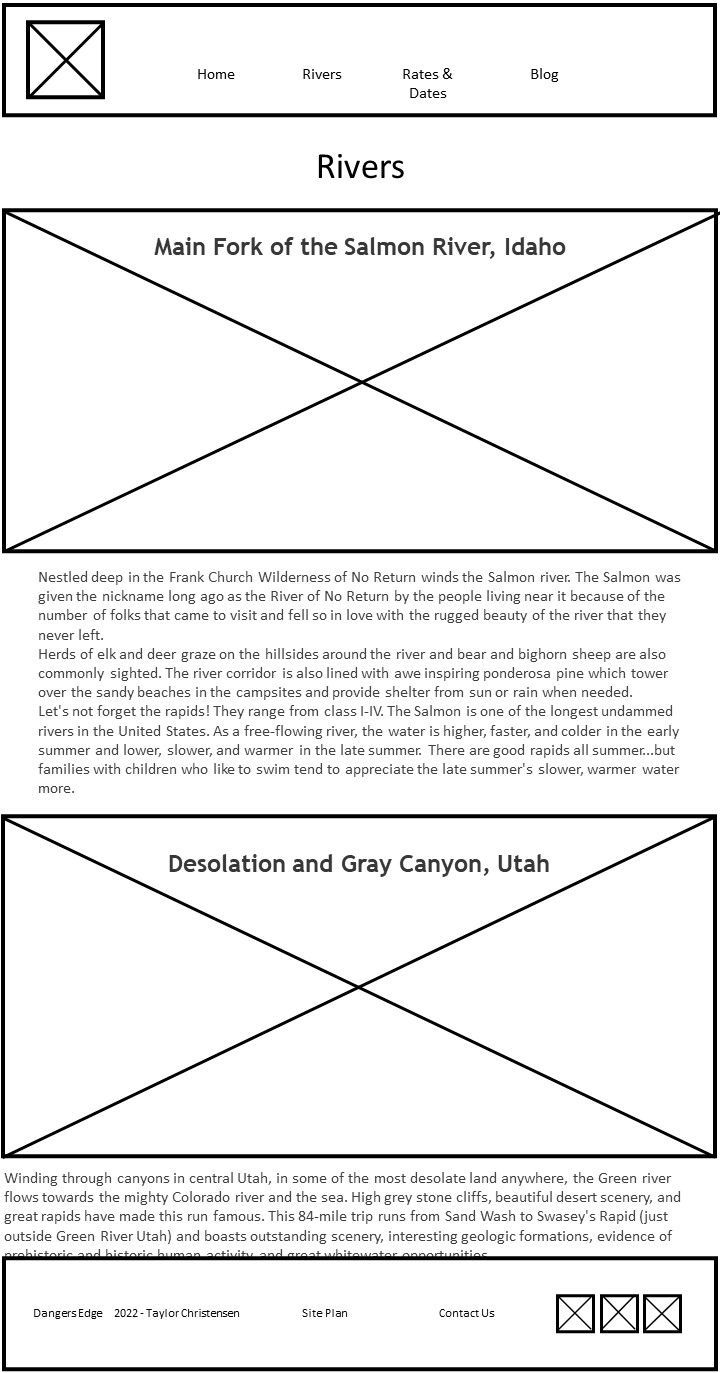 Home Rivers Rates & Blog
Dates
Rivers
Main Fork of the Salmon River, Idaho
Nestled deep in the Frank Church Wilderness of No Return winds the Salmon river. The Salmon was
given the nickname long ago as the River of No Return by the people living near it because of the
number of folks that came to visit and fell so in love with the rugged beauty of the river that they
never left.
Herds of elk and deer graze on the hillsides around the river and bear and bighorn sheep are also
commonly sighted. The river corridor is also lined with awe inspiring ponderosa pine which tower
over the sandy beaches in the campsites and provide shelter from sun or rain when needed.
Let's not forget the rapids! They range from class I-IV. The Salmon is one of the longest undammed
rivers in the United States. As a free-flowing river, the water is higher, faster, and colder in the early
summer and lower, slower, and warmer in the late summer. There are good rapids all summer...but
families with children who like to swim tend to appreciate the late summer's slower, warmer water
more.
Desolation and Gray Canyon, Utah
Winding through canyons in central Utah, in some of the most desolate land anywhere, the Green river
flows towards the mighty Colorado river and the sea. High grey stone cliffs, beautiful desert scenery, and
great rapids have made this run famous. This 84-mile trip runs from Sand Wash to Swasey's Rapid (just
outside Green River Utah) and boasts outstanding scenery, interesting geologic formations, evidence of
prehistoric and historic human activity, and great whitewater opportunities.
DangersEdge 2022 - Taylor Christensen Site Plan Contact Us